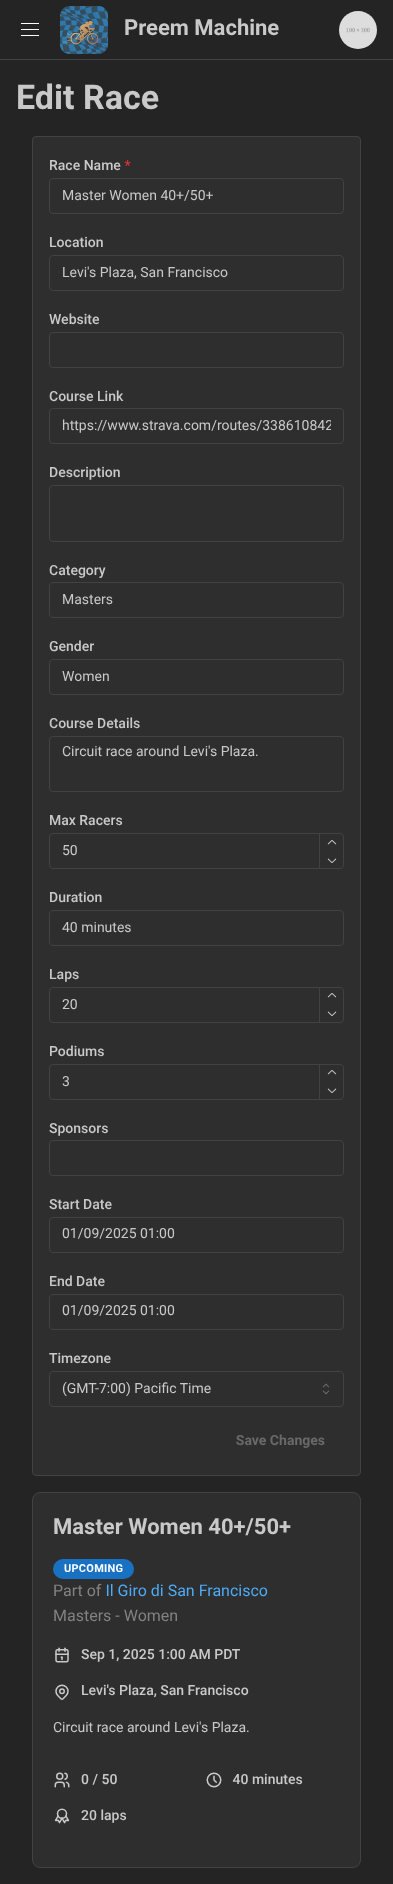 Preem Machine
100 × 100
Edit Race
Race Name *
Master Women 40+/50+
Location
Levi's Plaza, San Francisco
Website
Course Link
https://www.strava.com/routes/338610842
Description
Category
Masters
Gender
Women
Course Details
Circuit race around Levi's Plaza.
Max Racers
50
Duration
40 minutes
Laps
20
Podiums
3
Sponsors
Start Date
01/09/2025 01:00
End Date
01/09/2025 01:00
Timezone
(GMT-7:00) Pacific Time
Save Changes
Master Women 40+/50+
UPCOMING
Part of Il Giro di San Francisco
Masters - Women
Sep 1, 2025 1:00 AM PDT
Levi's Plaza, San Francisco
Circuit race around Levi's Plaza.
0 / 50
40 minutes
20 laps